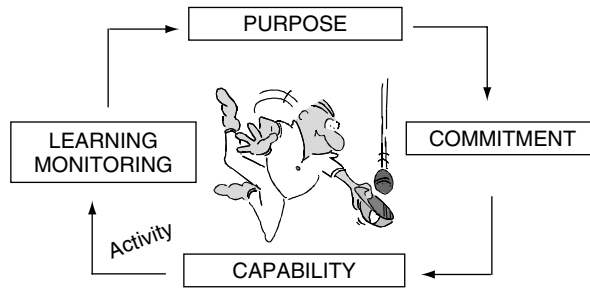 PURPOSE
LEARNING
MONITORING
COMMITMENT
Activity
CAPABILITY